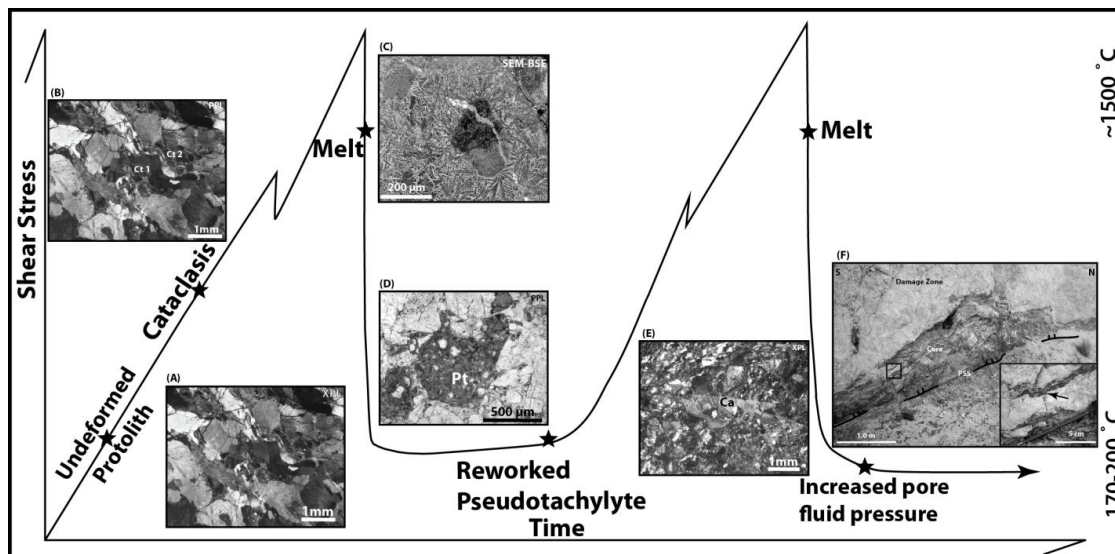 Shear Stress
Undeformed
Protolith
Cataclasis
(A)
XPL
1mm
(B)
PPL
Ct 1
Ct 2
1mm
Melt
(C)
SEM-BSE
200 μm
(D)
PPL
Pt
500 μm
Reworked
Pseudotachylyte
Time
(E)
XPL
Ca
1mm
Melt
(F)
S
N
Damage Zone
Core
PSS
1.0 m
5 cm
Increased pore
fluid pressure
~1500 °C
170-200 °C